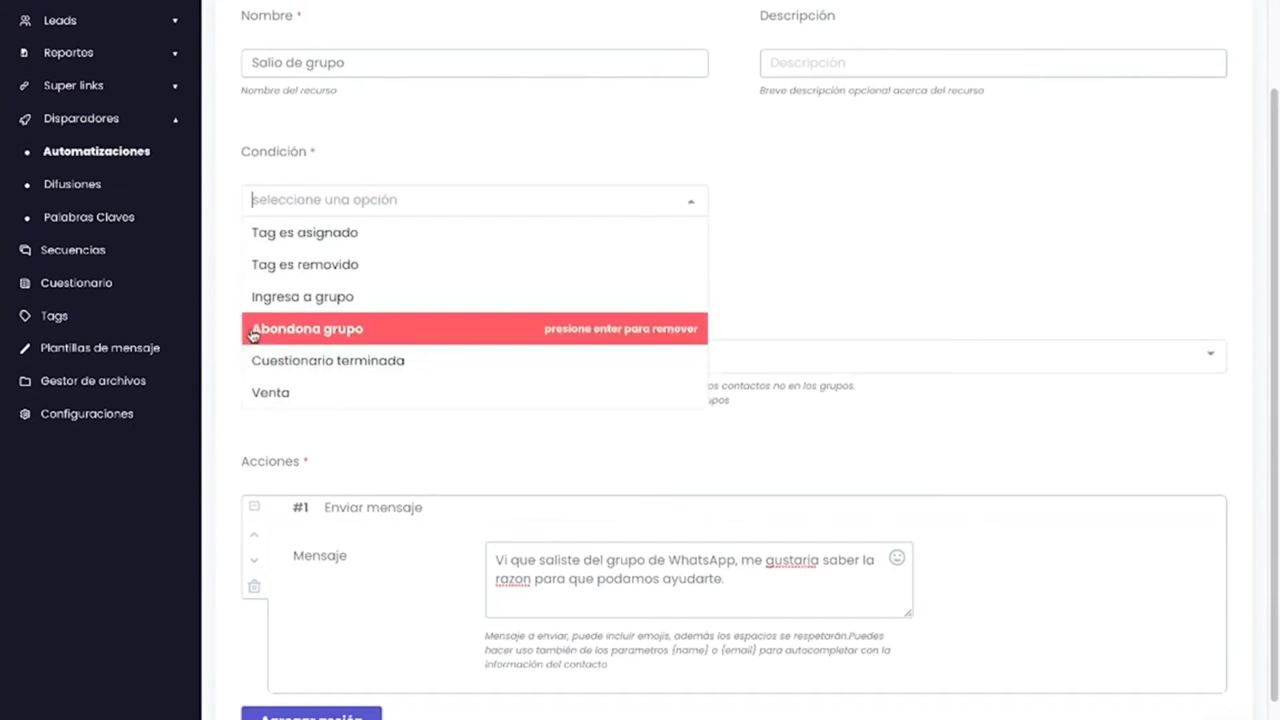 Leads
Reportes
Super links
Disparadores
Automatizaciones
Difusiones
Palabras Claves
Secuencias
Cuestionario
Tags
Plantillas de mensaje
Gestor de archivos
Configuraciones
Nombre *
Salio de grupo
Nombre del recurso
Descripción
Descripción
Breve descripción opcional acerca del recurso
Condición *
seleccione una opción
Tag es asignado
Tag es removido
Ingresa a grupo
Abondona grupo presione enter para remover
Cuestionario terminada
Venta
contactos no en los grupos.
Acciones *
#1 Enviar mensaje
Mensaje
Vi que saliste del grupo de WhatsApp, me gustaría saber la
razon para que podamos ayudarte.
Mensaje a enviar, puede incluir emojis, además los espacios se respetarán.Puedes
hacer uso también de los parametros {name} o {email} para autocompletar con la
información del contacto
Agregar acción